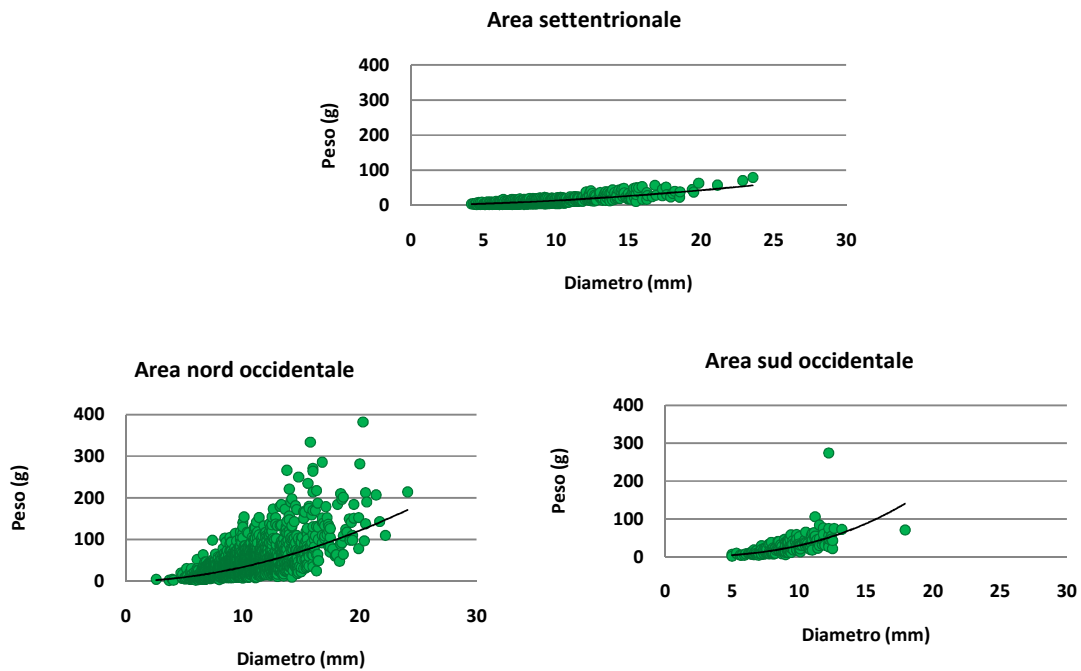 Area settentrionale
Peso (g)
400
300
200
100
0
0 5 10 15 20 25 30
Diametro (mm)
Area nord occidentale
Peso (g)
400
300
200
100
0
0 10 20 30
Diametro (mm)
Area sud occidentale
Peso (g)
400
300
200
100
0
0 5 10 15 20 25 30
Diametro (mm)